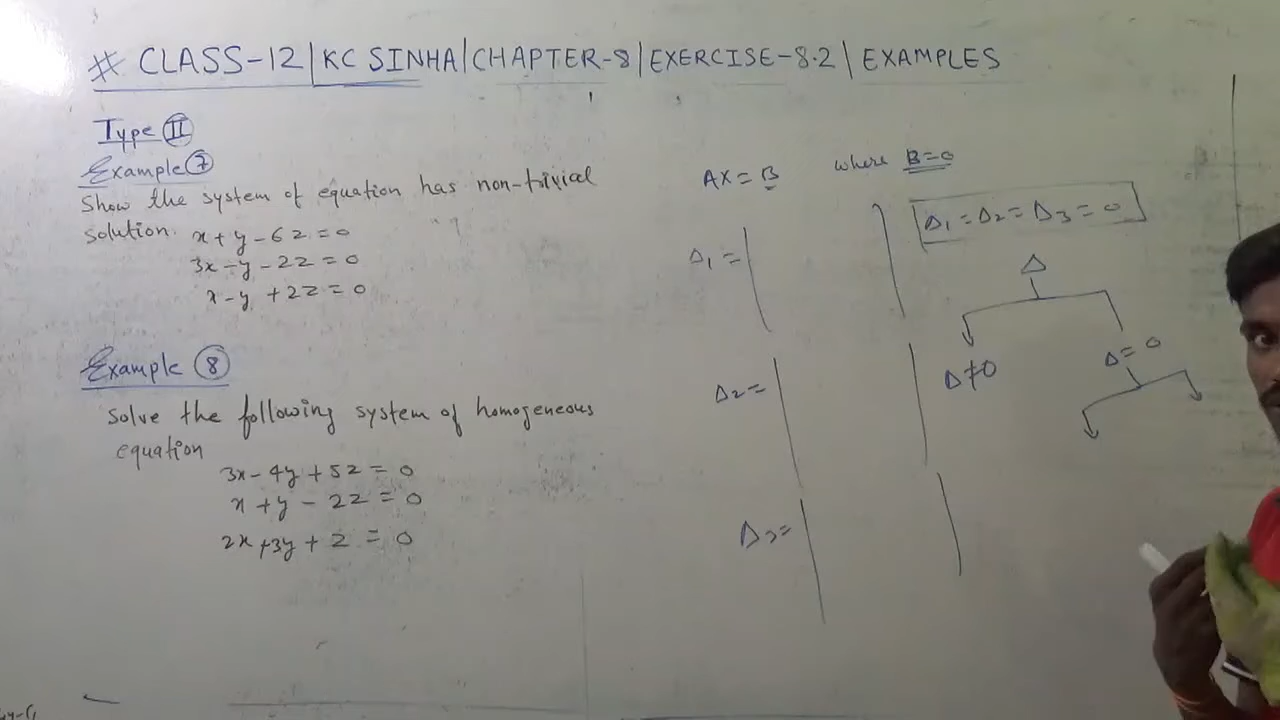 # CLASS-12 | KC SINHA | CHAPTER-8 | EXERCISE-8.2 | EXAMPLES
Type II
Example 7
Show the system of equation has non-trivial
solution.
x + y - 6z = 0
3x - y - 2z = 0
x - y + 2z = 0
Example 8
Solve the following system of homogeneous
equation
3x - 4y + 5z = 0
x + y - 2z = 0
2x + 3y + z = 0
AX = B where B = 0
Δ1 = Δ2 = Δ3 = 0
Δ1 =
Δ
Δ ≠ 0
Δ = 0
Δ2 =
Δ3 =